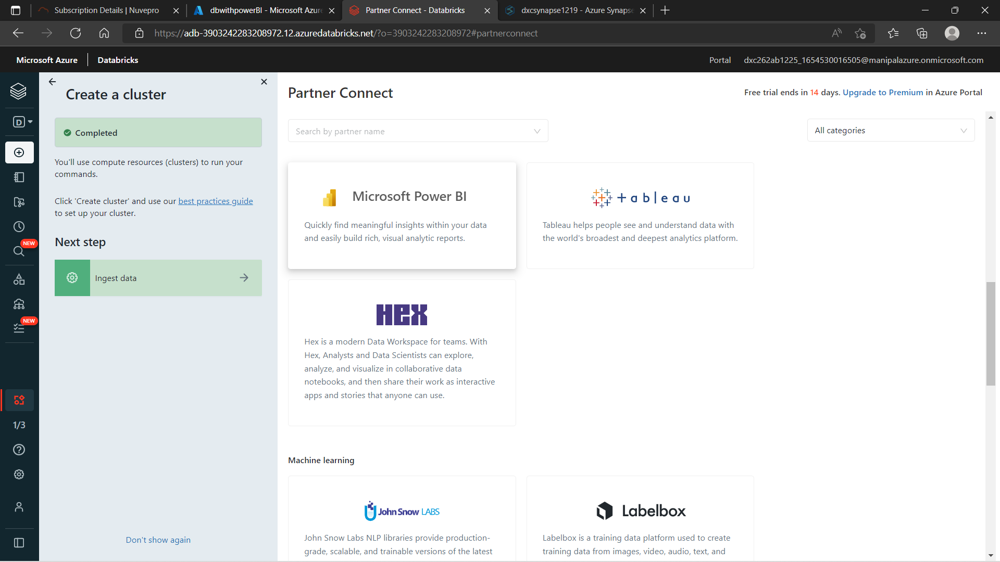 Subscription Details | Nuvepro
dbwithpowerBI - Microsoft Azure
Partner Connect - Databricks
dxcsynapse1219 - Azure Synapse
https://adb-3903242283208972.12.azuredatabricks.net/?o=3903242283208972#partnerconnect
Microsoft Azure
Databricks
Portal
dxc262ab1225_1654530016505@manipalazure.onmicrosoft.com
D
NEW
NEW
1/3
Create a cluster
Completed
You'll use compute resources (clusters) to run your
commands.
Click 'Create cluster' and use our best practices guide
to set up your cluster.
Next step
Ingest data
Don't show again
Partner Connect
Free trial ends in 14 days. Upgrade to Premium in Azure Portal
Search by partner name
All categories
Microsoft Power BI
Quickly find meaningful insights within your data
and easily build rich, visual analytic reports.
+ableau
Tableau helps people see and understand data with
the world's broadest and deepest analytics platform.
HEX
Hex is a modern Data Workspace for teams. With
Hex, Analysts and Data Scientists can explore,
analyze, and visualize in collaborative data
notebooks, and then share their work as interactive
apps and stories that anyone can use.
Machine learning
John Snow LABS
John Snow Labs NLP libraries provide production-
grade, scalable, and trainable versions of the latest
Labelbox
Labelbox is a training data platform used to create
training data from images, video, audio, text, and